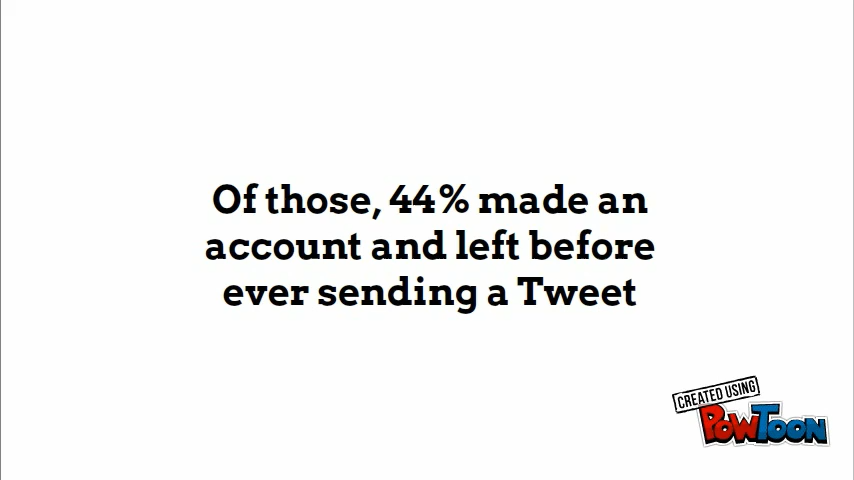 Of those, 44% made an
account and left before
ever sending a Tweet
CREATED USING
POWTOON